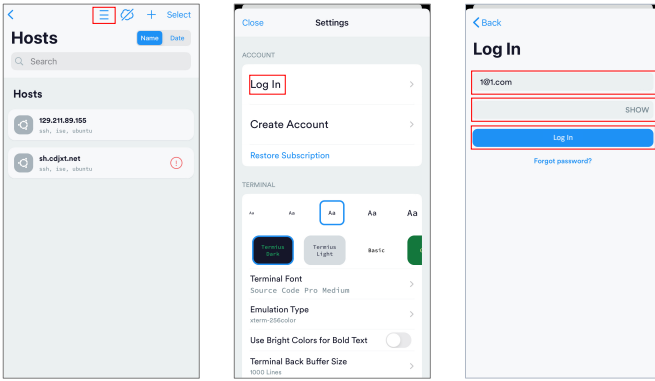 Select
Hosts
Name
Date
Search
Hosts
129.211.89.155
ssh, ise, ubuntu
sh.cdjxt.net
ssh, ise, ubuntu
Close
Settings
ACCOUNT
Log In
Create Account
Restore Subscription
TERMINAL
Aa Aa Aa Aa Aa
Termius Dark
Termius Light
Basic
Terminal Font
Source Code Pro Medium
Emulation Type
xterm-256color
Use Bright Colors for Bold Text
Terminal Back Buffer Size
1000 Lines
Back
Log In
1@1.com
SHOW
Log In
Forgot password?